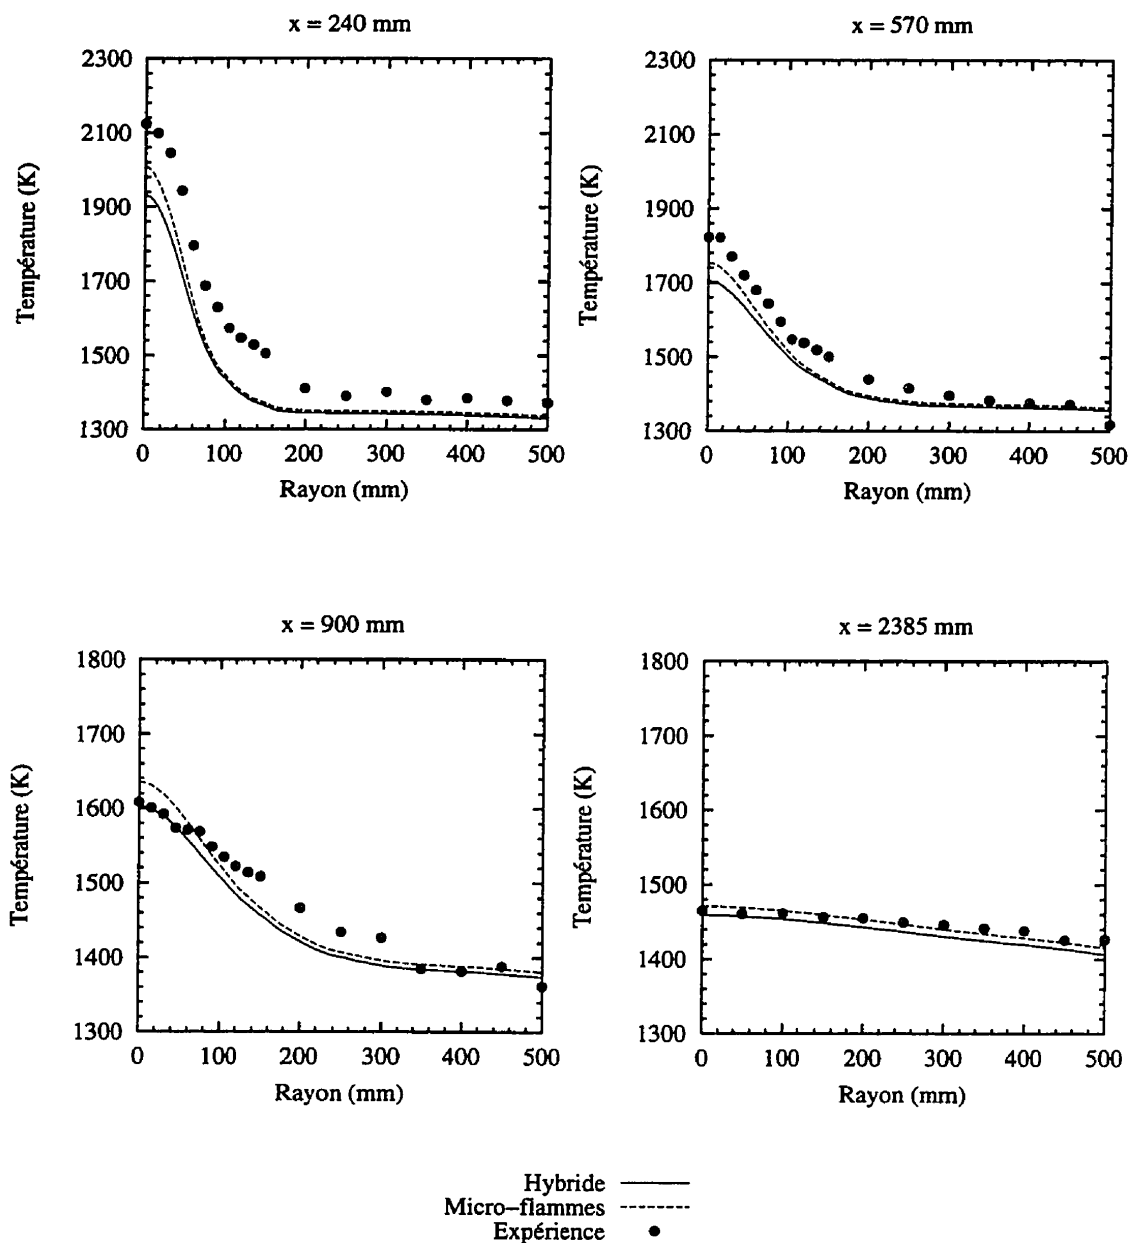 x = 240 mm
2300
2100
1900
1700
1500
1300
Température (K)
0 100 200 300 400 500
Rayon (mm)
x = 570 mm
2300
2100
1900
1700
1500
1300
Température (K)
0 100 200 300 400 500
Rayon (mm)
x = 900 mm
1800
1700
1600
1500
1400
1300
Température (K)
0 100 200 300 400 500
Rayon (mm)
x = 2385 mm
1800
1700
1600
1500
1400
1300
Température (K)
0 100 200 300 400 500
Rayon (mm)
Hybride
Micro-flammes
Expérience